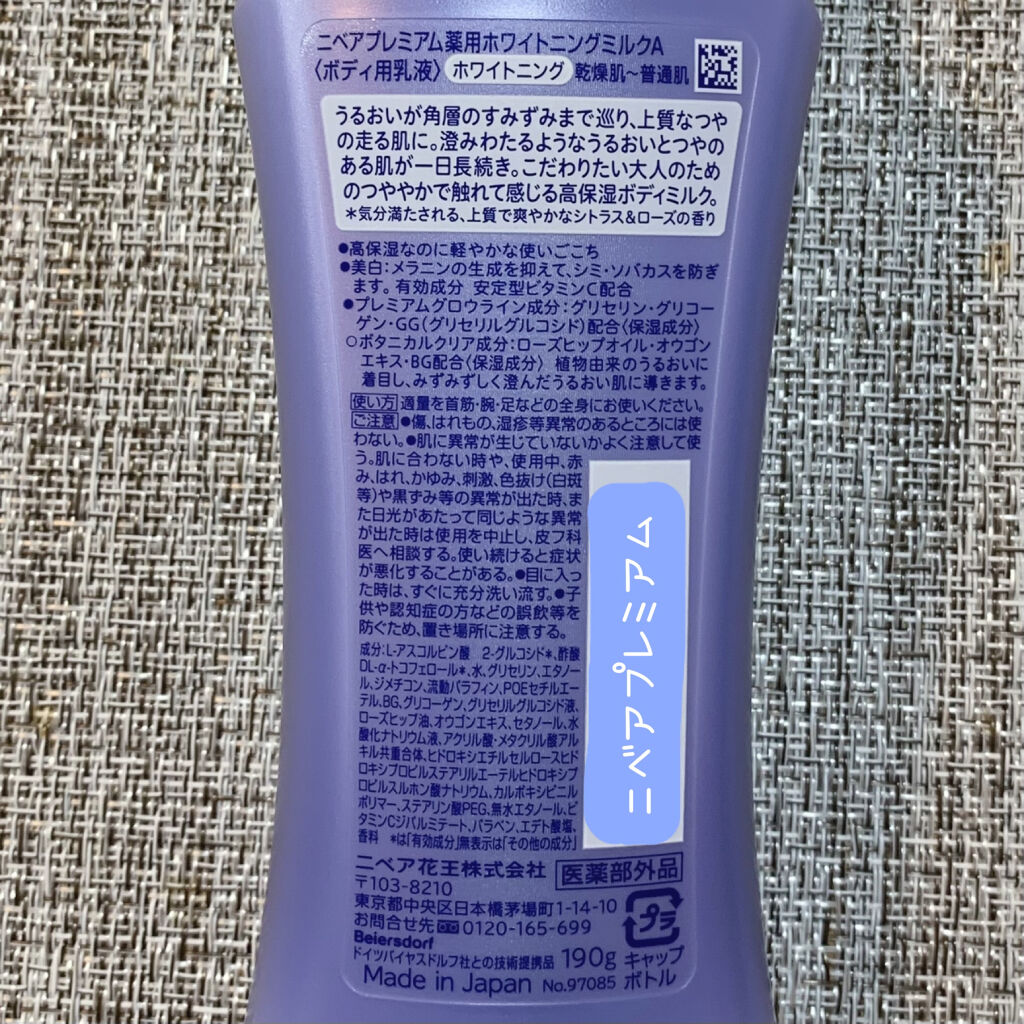 ニベアプレミアム薬用ホワイトニングミルクA
〈ボディ用乳液〉 ホワイトニング 乾燥肌～普通肌
うるおいが角層のすみずみまで巡り、上質なつや
の走る肌に。澄みわたるようなうるおいとつやの
ある肌が一日長続き。こだわりたい大人のため
のつややかで触れて感じる高保湿ボディミルク。
＊気分満たされる、上質で爽やかなシトラス&ローズの香り
●高保湿なのに軽やかな使いごこち
●美白：メラニンの生成を抑えて、シミ・ソバカスを防ぎ
ます。有効成分 安定型ビタミンC配合
●プレミアムグロウライン成分：グリセリン・グリコー
ゲン・GG(グリセリルグルコシド)配合〈保湿成分〉
○ボタニカルクリア成分：ローズヒップオイル・オウゴン
エキス・BG配合〈保湿成分〉 植物由来のうるおいに
着目し、みずみずしく澄んだうるおい肌に導きます。
使い方 適量を首筋・腕・足などの全身にお使いください。
ご注意 ●傷、はれもの、湿疹等異常のあるところには使
わない。●肌に異常が生じていないかよく注意して使
う。肌に合わない時や、使用中、赤
み、はれ、かゆみ、刺激、色抜け(白斑
等)や黒ずみ等の異常が出た時、ま
た日光があたって同じような異常
が出た時は使用を中止し、皮フ科
医へ相談する。使い続けると症状
が悪化することがある。●目に入っ
た時は、すぐに充分洗い流す。●子
供や認知症の方などの誤飲等を
防ぐため、置き場所に注意する。
成分：L-アスコルビン酸 2-グルコシド＊、酢酸
DL-α-トコフェロール＊、水、グリセリン、エタノー
ル、ジメチコン、流動パラフィン、POEセチルエー
テル、BG、グリコーゲン、グリセリルグルコシド液、
ローズヒップ油、オウゴンエキス、セタノール、水
酸化ナトリウム液、アクリル酸・メタクリル酸アル
キル共重合体、ヒドロキシエチルセルロースヒド
ロキシプロピルステアリルエーテルヒドロキシプ
ロピルスルホン酸ナトリウム、カルボキシビニル
ポリマー、ステアリン酸PEG、無水エタノール、ビ
タミンCジパルミテート、パラベン、エデト酸塩、
香料 ＊は「有効成分」無表示は「その他の成分」
ニベアプレミアム
ニベア花王株式会社 医薬部外品
〒103-8210
東京都中央区日本橋茅場町1-14-10
お問合せ先 0120-165-699
プラ
Beiersdorf
ドイツバイヤスドルフ社との技術提携品 190g キャップ
Made in Japan No.97085 ボトル